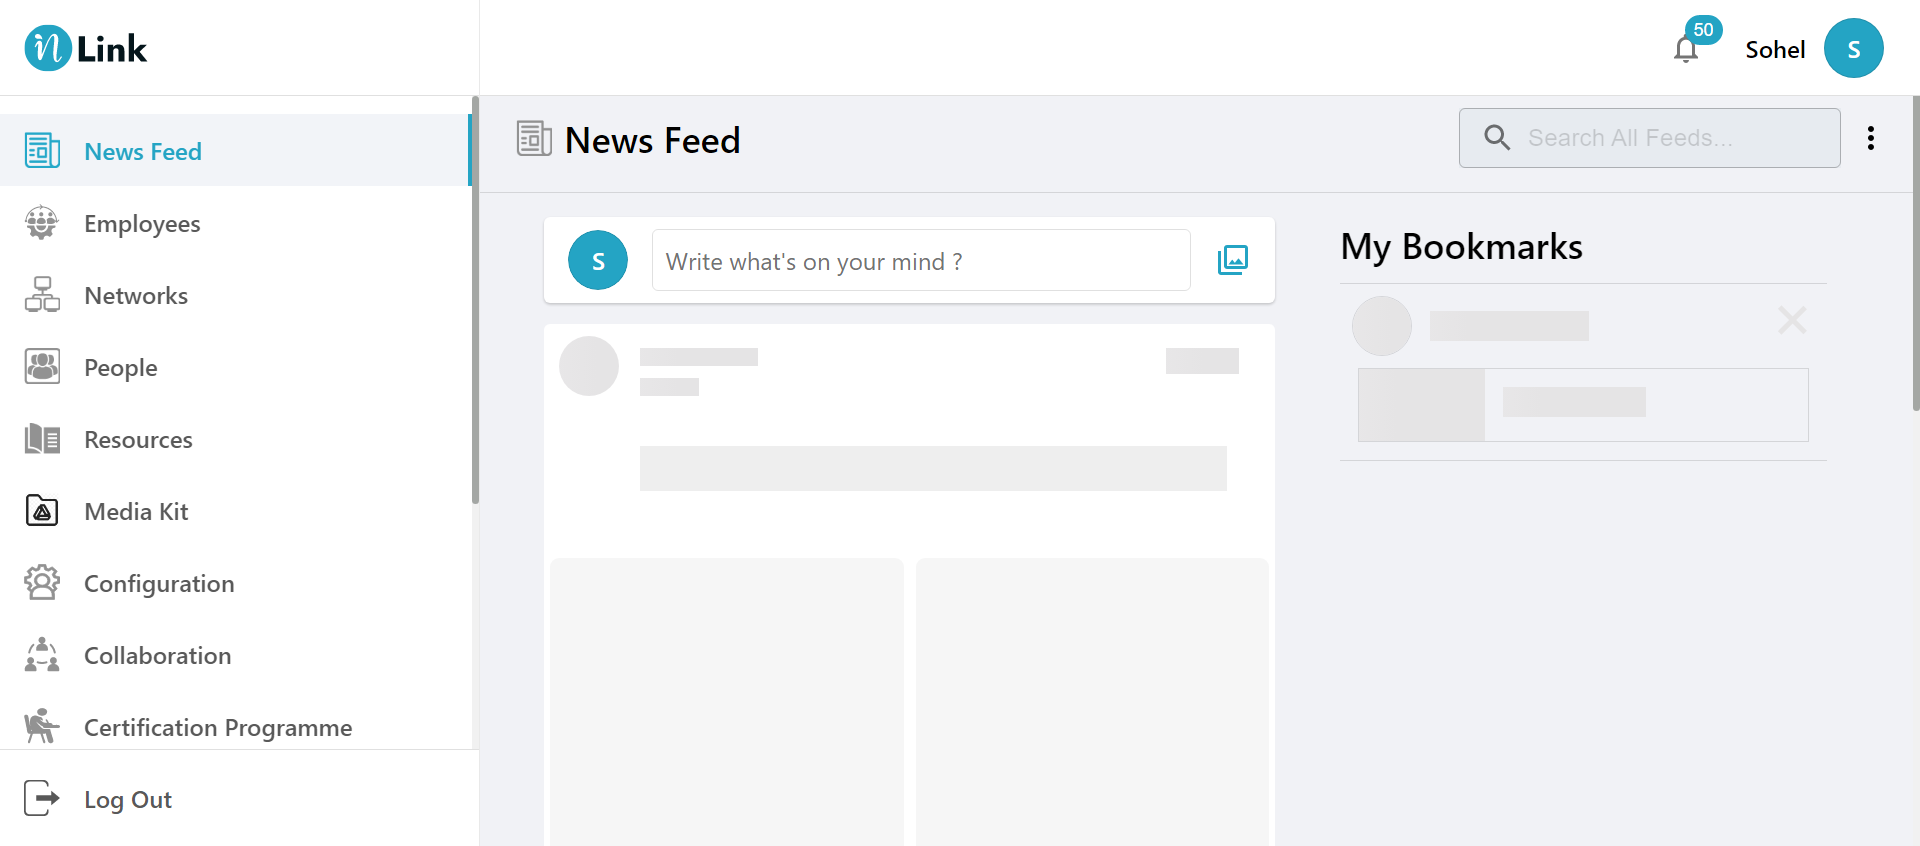 n Link
50
Sohel
S
News Feed
Employees
Networks
People
Resources
Media Kit
Configuration
Collaboration
Certification Programme
Log Out
News Feed
Search All Feeds...
S
Write what's on your mind ?
My Bookmarks